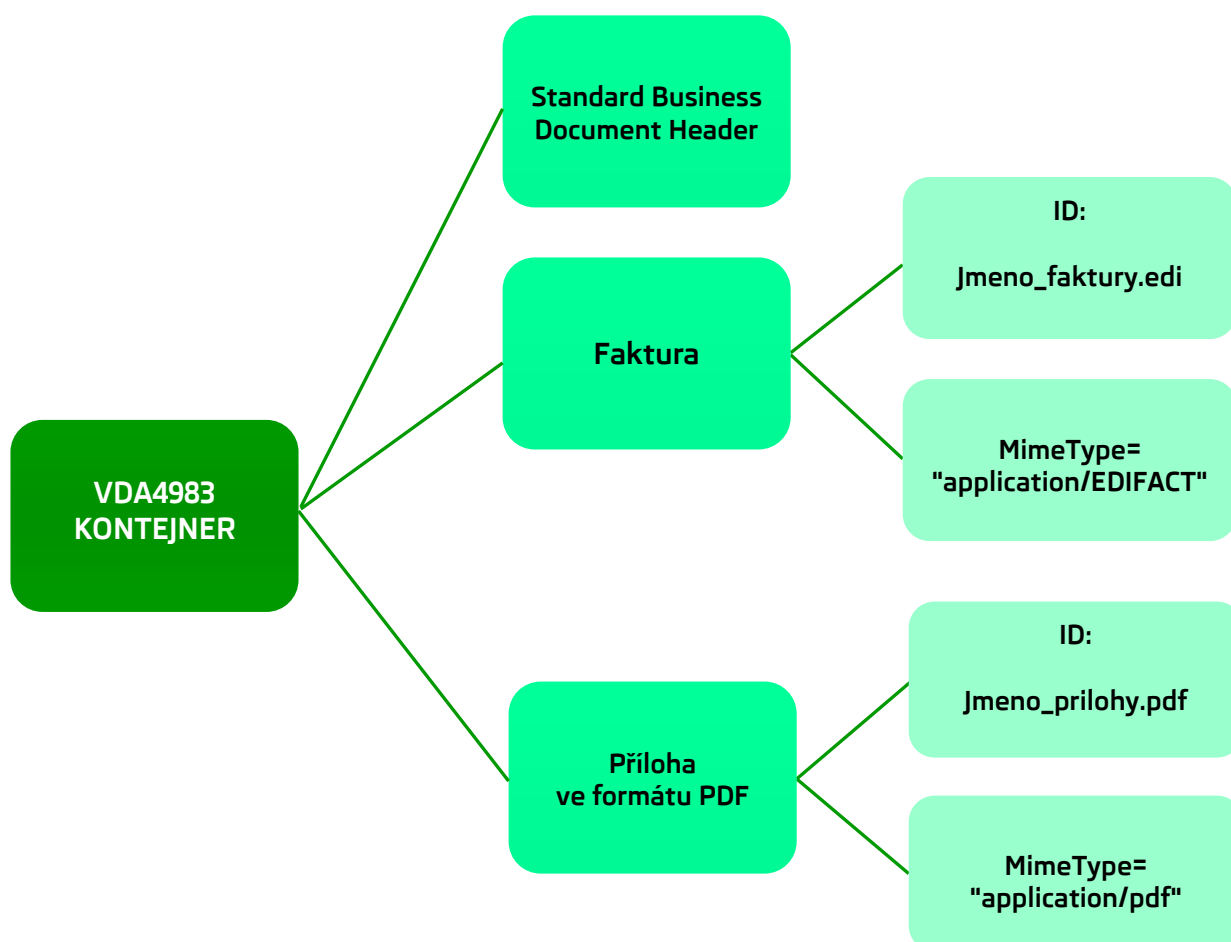 Standard Business
Document Header
ID:
Jmeno_faktury.edi
Faktura
MimeType=
"application/EDIFACT"
VDA4983
KONTEJNER
ID:
Jmeno_prilohy.pdf
Příloha
ve formátu PDF
MimeType=
"application/pdf"